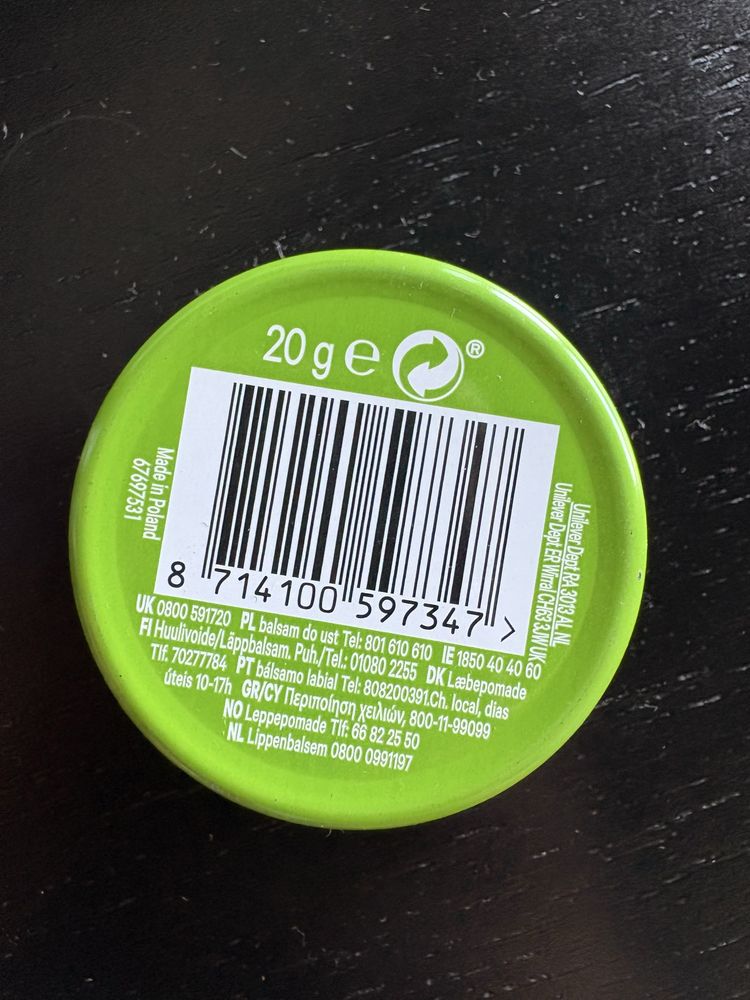 20 g ℮ ®
Made in Poland
67697531
8 714100 597347 >
Unilever Dept RA 3013 AL NL
Unilever Dept ER Wirral CH63 3JW UK
UK 0800 591720 PL balsam do ust Tel: 801 610 610 IE 1850 40 40 60
FI Huulivoide/Läppbalsam. Puh./Tel.: 01080 2255 DK Læbepomade
Tlf. 70277784 PT bálsamo labial Tel: 808200391.Ch. local, dias
úteis 10-17h GR/CY Περιποίηση χειλιών, 800-11-99099
NO Leppepomade Tlf: 66 82 25 50
NL Lippenbalsem 0800 0991197